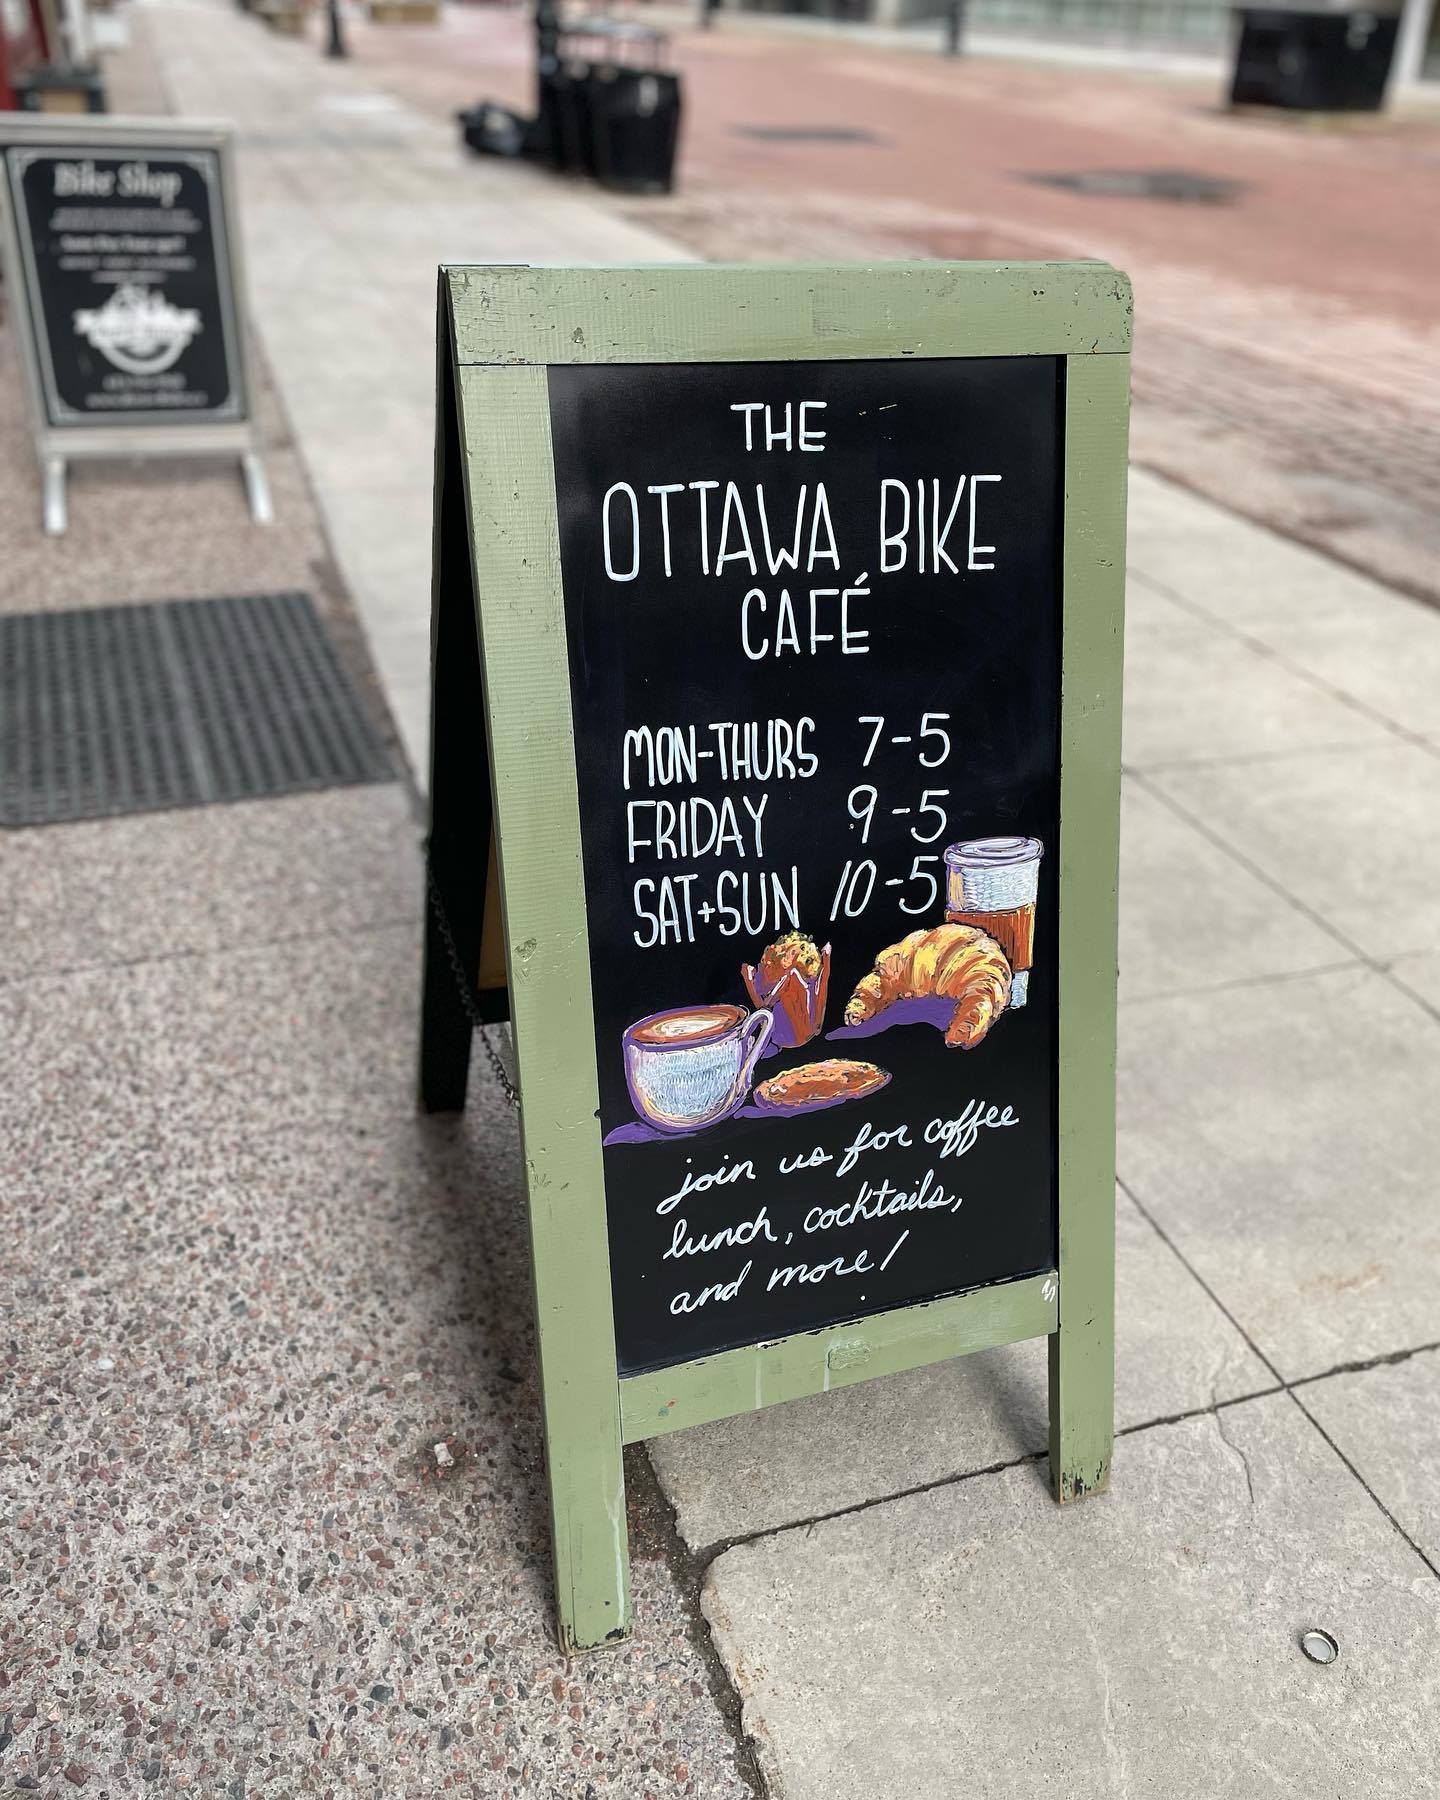 Bike Shop
THE
OTTAWA BIKE
CAFÉ
MON-THURS 7-5
FRIDAY 9-5
SAT+SUN 10-5
join us for coffee
lunch, cocktails,
and more!